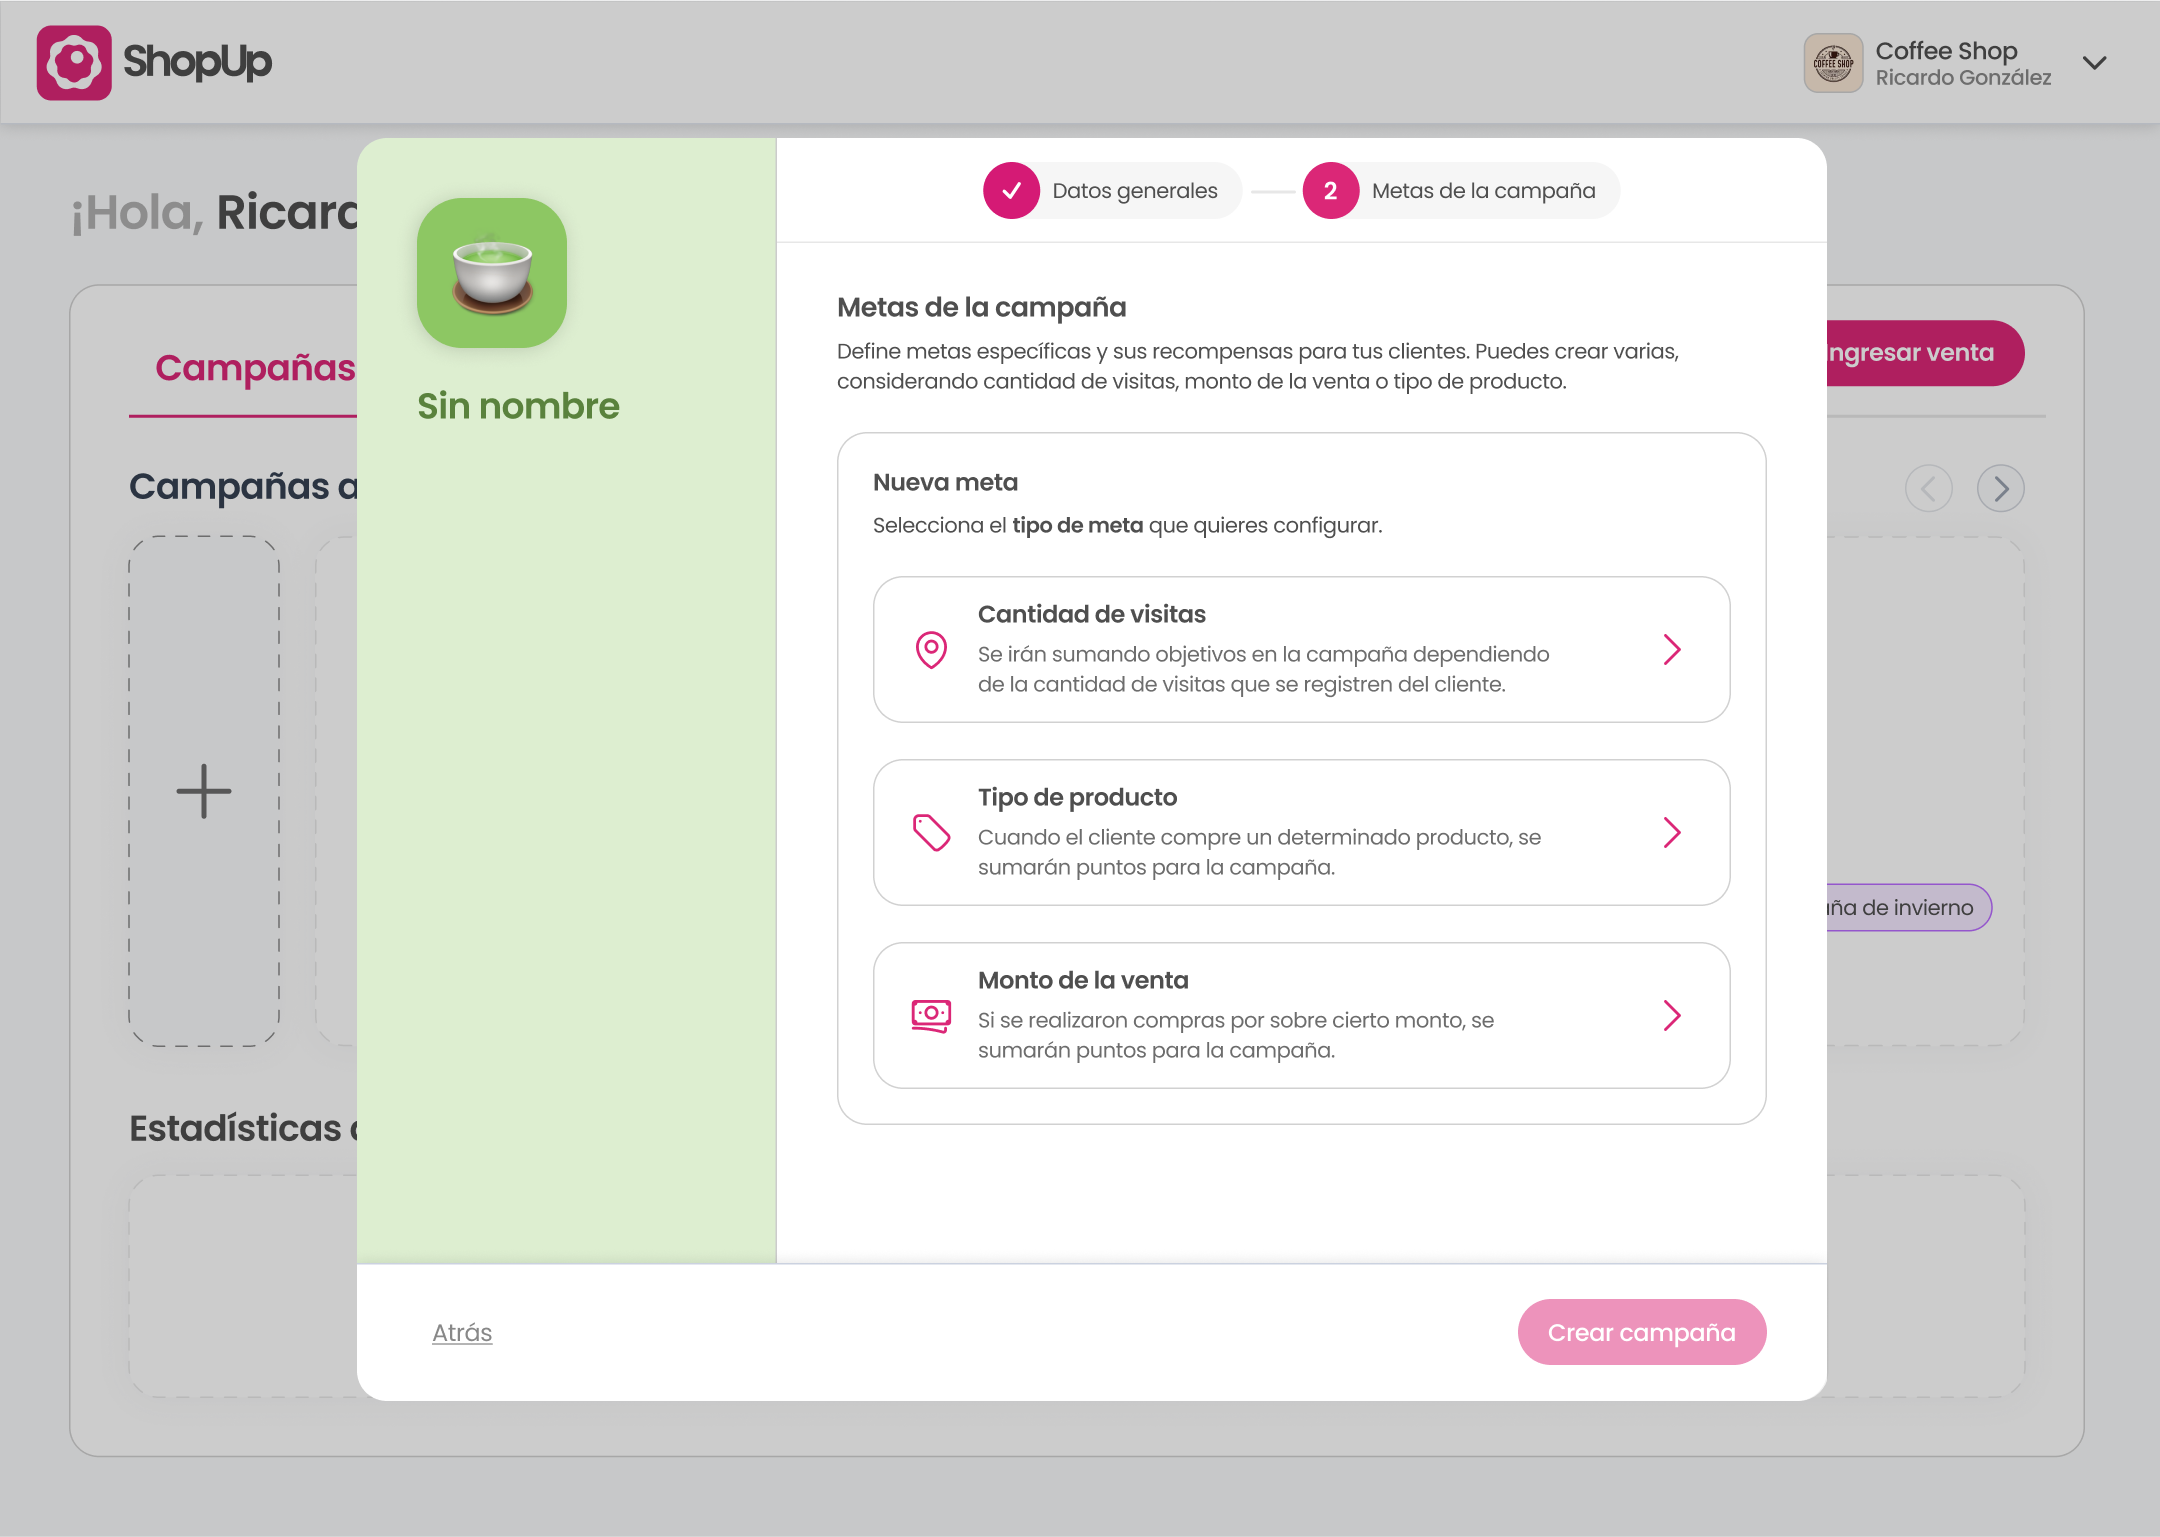 ShopUp
Coffee Shop
Ricardo González
COFFEE SHOP
¡Hola,
Campañas
Ingresar venta
Campañas
de invierno
Estadísticas
Sin nombre
Datos generales
2 Metas de la campaña
Metas de la campaña
Define metas específicas y sus recompensas para tus clientes. Puedes crear varias,
considerando cantidad de visitas, monto de la venta o tipo de producto.
Nueva meta
Selecciona el tipo de meta que quieres configurar.
Cantidad de visitas
Se irán sumando objetivos en la campaña dependiendo
de la cantidad de visitas que se registren del cliente.
Tipo de producto
Cuando el cliente compre un determinado producto, se
sumarán puntos para la campaña.
Monto de la venta
Si se realizaron compras por sobre cierto monto, se
sumarán puntos para la campaña.
Atrás
Crear campaña